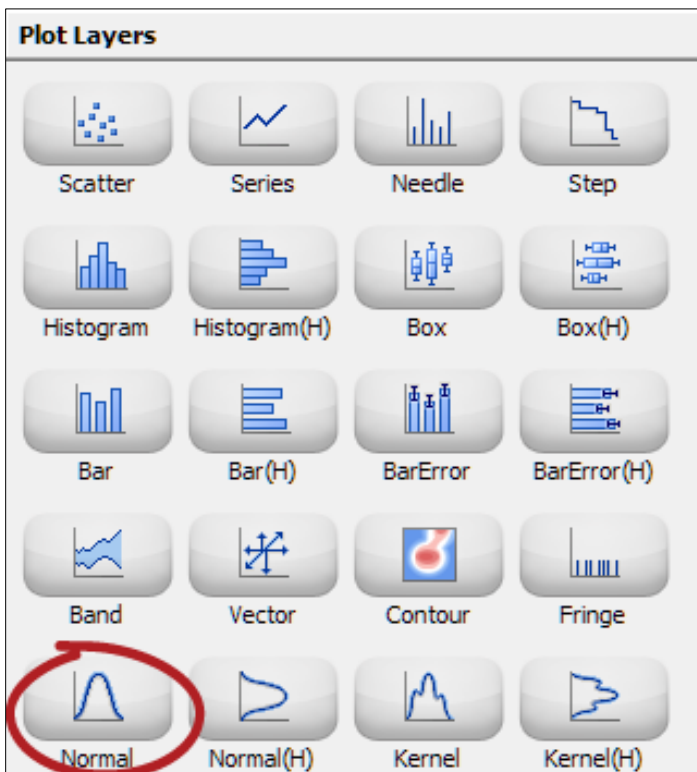 Plot Layers
Scatter Series Needle Step
Histogram Histogram(H) Box Box(H)
Bar Bar(H) BarError BarError(H)
Band Vector Contour Fringe
Normal Normal(H) Kernel Kernel(H)